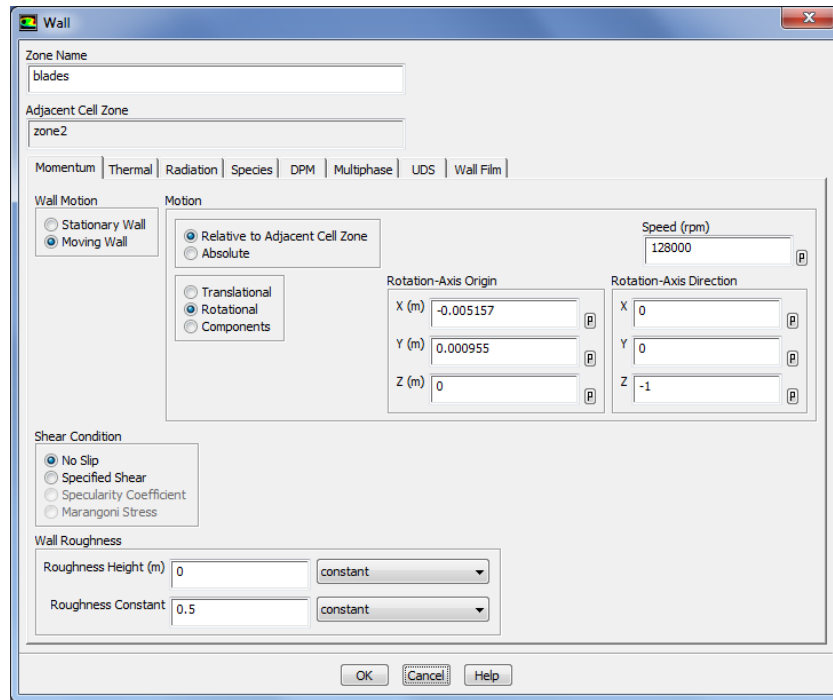 Wall
Zone Name
blades
Adjacent Cell Zone
zone2
Momentum Thermal Radiation Species DPM Multiphase UDS Wall Film
Wall Motion
Stationary Wall
Moving Wall
Motion
Relative to Adjacent Cell Zone
Absolute
Speed (rpm)
128000 P
Translational
Rotational
Components
Rotation-Axis Origin
X (m) -0.005157 P
Y (m) 0.000955 P
Z (m) 0 P
Rotation-Axis Direction
X 0 P
Y 0 P
Z -1 P
Shear Condition
No Slip
Specified Shear
Specularity Coefficient
Marangoni Stress
Wall Roughness
Roughness Height (m) 0 constant
Roughness Constant 0.5 constant
OK Cancel Help